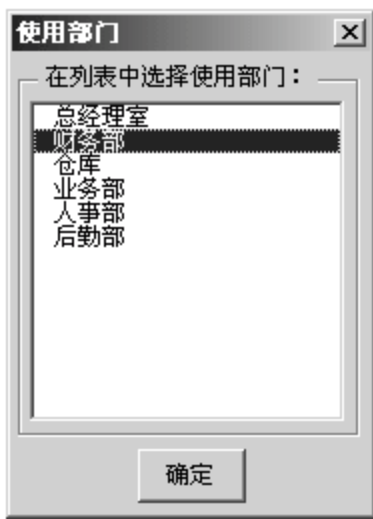 使用部门
在列表中选择使用部门：
总经理室
财务部
仓库
业务部
人事部
后勤部
确定